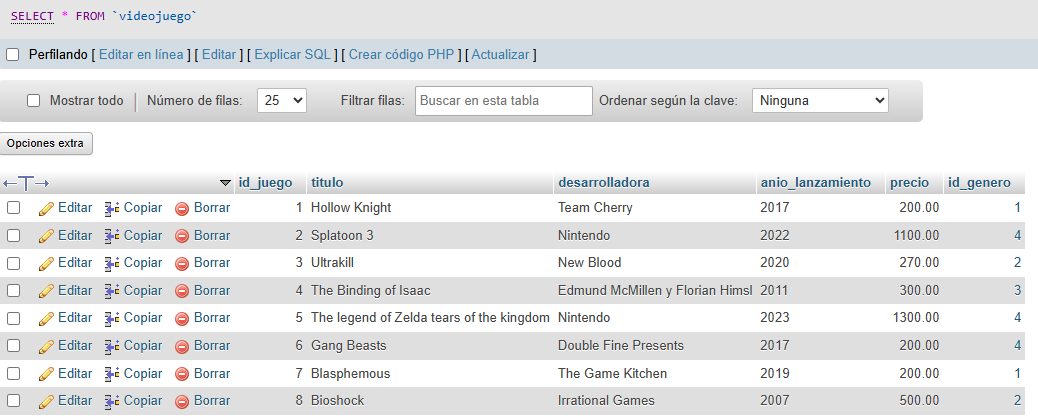 SELECT * FROM `videojuego`
Perfilando [ Editar en línea ] [ Editar ] [ Explicar SQL ] [ Crear código PHP ] [ Actualizar ]
Mostrar todo | Número de filas: 25 Filtrar filas: Buscar en esta tabla Ordenar según la clave: Ninguna
Opciones extra
←T→ id_juego titulo desarrolladora anio_lanzamiento precio id_genero
Editar Copiar Borrar 1 Hollow Knight Team Cherry 2017 200.00 1
Editar Copiar Borrar 2 Splatoon 3 Nintendo 2022 1100.00 4
Editar Copiar Borrar 3 Ultrakill New Blood 2020 270.00 2
Editar Copiar Borrar 4 The Binding of Isaac Edmund McMillen y Florian Himsl 2011 300.00 3
Editar Copiar Borrar 5 The legend of Zelda tears of the kingdom Nintendo 2023 1300.00 4
Editar Copiar Borrar 6 Gang Beasts Double Fine Presents 2017 200.00 4
Editar Copiar Borrar 7 Blasphemous The Game Kitchen 2019 200.00 1
Editar Copiar Borrar 8 Bioshock Irrational Games 2007 500.00 2